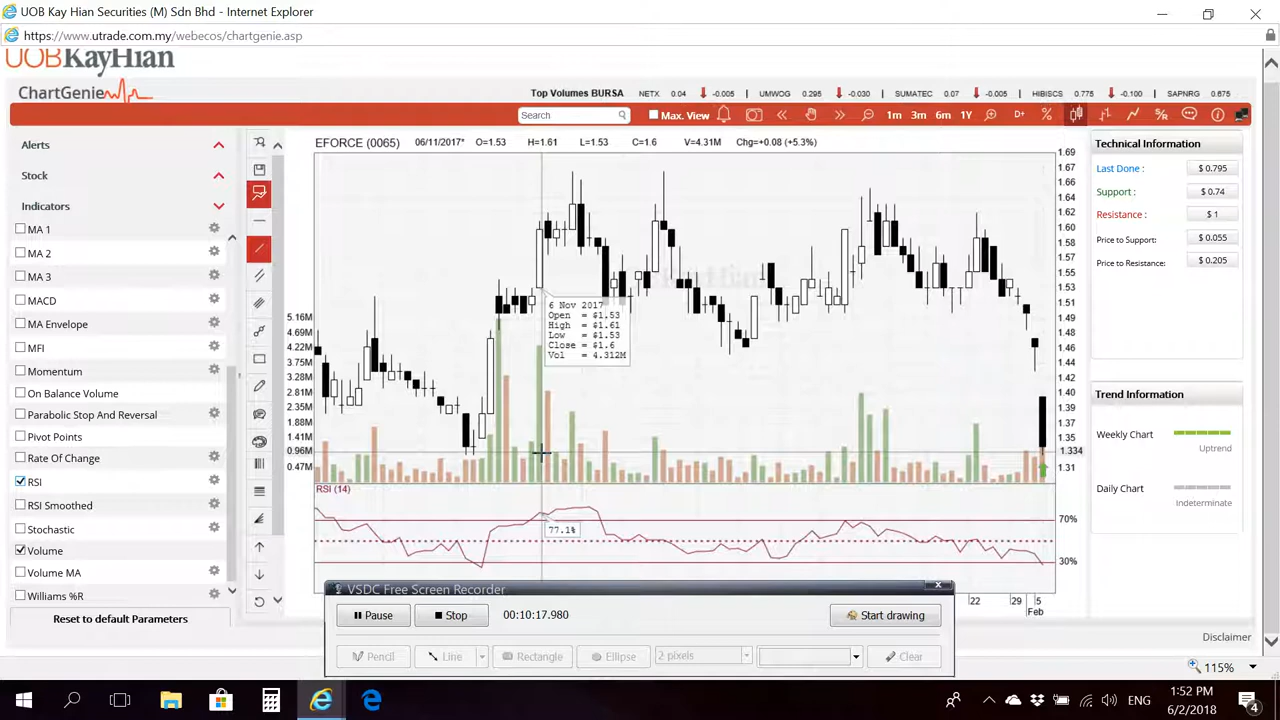 UOB Kay Hian Securities (M) Sdn Bhd - Internet Explorer
https://www.utrade.com.my/webecos/chartgenie.asp
UOBKayHian
ChartGenie
Top Volumes BURSA NETX 0.04 -0.005 | UMWOG 0.295 -0.030 | SUMATEC 0.07 -0.005 | HIBISCS 0.775 -0.100 | SAPNRG 0.675
Search Max. View 1m 3m 6m 1Y D+ % S/R
Alerts
Stock
Indicators
MA 1
MA 2
MA 3
MACD
MA Envelope
MFI
Momentum
On Balance Volume
Parabolic Stop And Reversal
Pivot Points
Rate Of Change
RSI
RSI Smoothed
Stochastic
Volume
Volume MA
Williams %R
Reset to default Parameters
EFORCE (0065) 06/11/2017* O=1.53 H=1.61 L=1.53 C=1.6 V=4.31M Chg=+0.08 (+5.3%)
1.69
1.67
1.66
1.64
1.62
1.60
1.58
1.57
1.55
1.53
1.51
1.49
1.48
1.46
1.44
1.42
1.40
1.39
1.37
1.35
1.334
1.31
5.16M
4.69M
4.22M
3.75M
3.28M
2.81M
2.35M
1.88M
1.41M
0.96M
0.47M
KayHian
6 Nov 2017
Open = $1.53
High = $1.61
Low = $1.53
Close = $1.6
Vol = 4.312M
RSI (14)
77.1%
70%
30%
22 29 5
Feb
Technical Information
Last Done : $ 0.795
Support : $ 0.74
Resistance : $ 1
Price to Support: $ 0.055
Price to Resistance: $ 0.205
Trend Information
Weekly Chart
Uptrend
Daily Chart
Indeterminate
Disclaimer
VSDC Free Screen Recorder
Pause Stop 00:10:17.980 Start drawing
Pencil Line Rectangle Ellipse 2 pixels Clear
115%
ENG
1:52 PM
6/2/2018
4